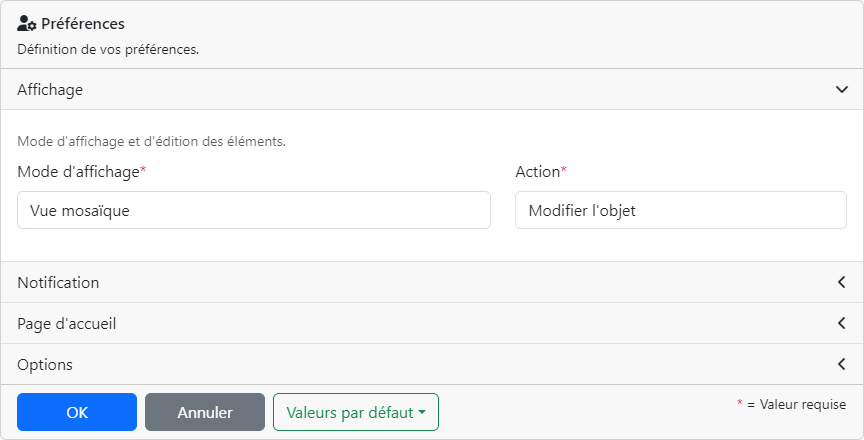 Préférences
Définition de vos préférences.
Affichage
Mode d'affichage et d'édition des éléments.
Mode d'affichage* Action*
Vue mosaïque Modifier l'objet
Notification
Page d'accueil
Options
OK Annuler Valeurs par défaut * = Valeur requise